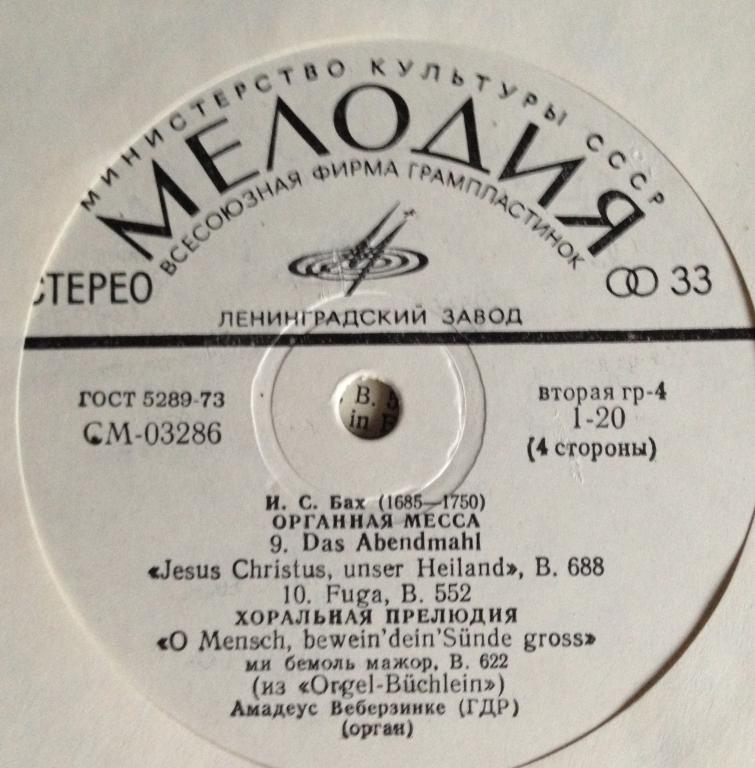 МИНИСТЕРСТВО КУЛЬТУРЫ СССР
МЕЛОДИЯ
ВСЕСОЮЗНАЯ ФИРМА ГРАМПЛАСТИНОК
СТЕРЕО
33
ЛЕНИНГРАДСКИЙ ЗАВОД
ГОСТ 5289-73
СМ-03286
вторая гр-4
1-20
(4 стороны)
B.
in
И. С. Бах (1685—1750)
ОРГАННАЯ МЕССА
9. Das Abendmahl
«Jesus Christus, unser Heiland», B. 688
10. Fuga, B. 552
ХОРАЛЬНАЯ ПРЕЛЮДИЯ
«O Mensch, bewein'dein'Sünde gross»
ми бемоль мажор, B. 622
(из «Orgel-Büchlein»)
Амадеус Веберзинке (ГДР)
(орган)